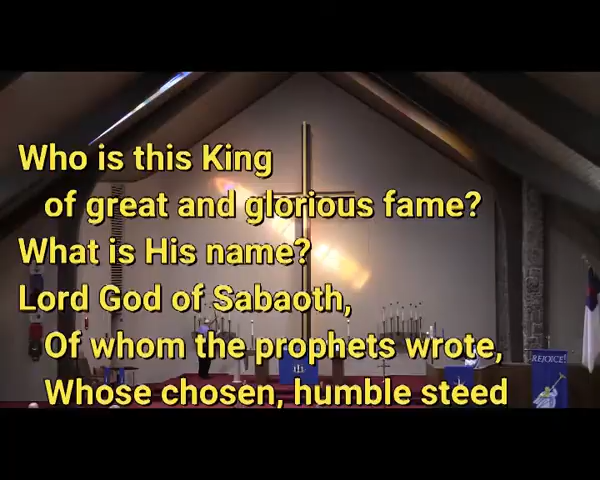 Who is this King
of great and glorious fame?
What is His name?
Lord God of Sabaoth,
Of whom the prophets wrote,
Whose chosen, humble steed
REJOICE!